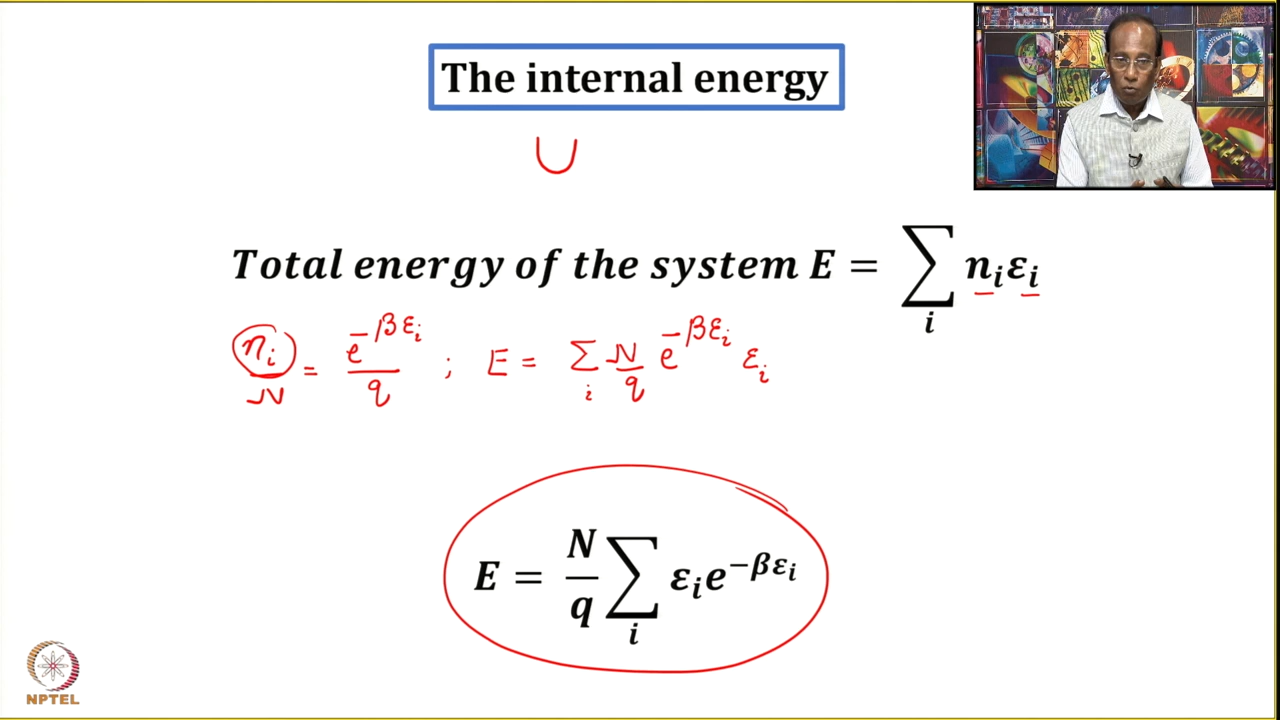 The internal energy
U
Total energy of the system E = ∑_i n_i ε_i
n_i/N = e^{-βε_i}/q ; E = ∑_i N/q e^{-βε_i} ε_i
E = N/q ∑_i ε_i e^{-βε_i}
NPTEL